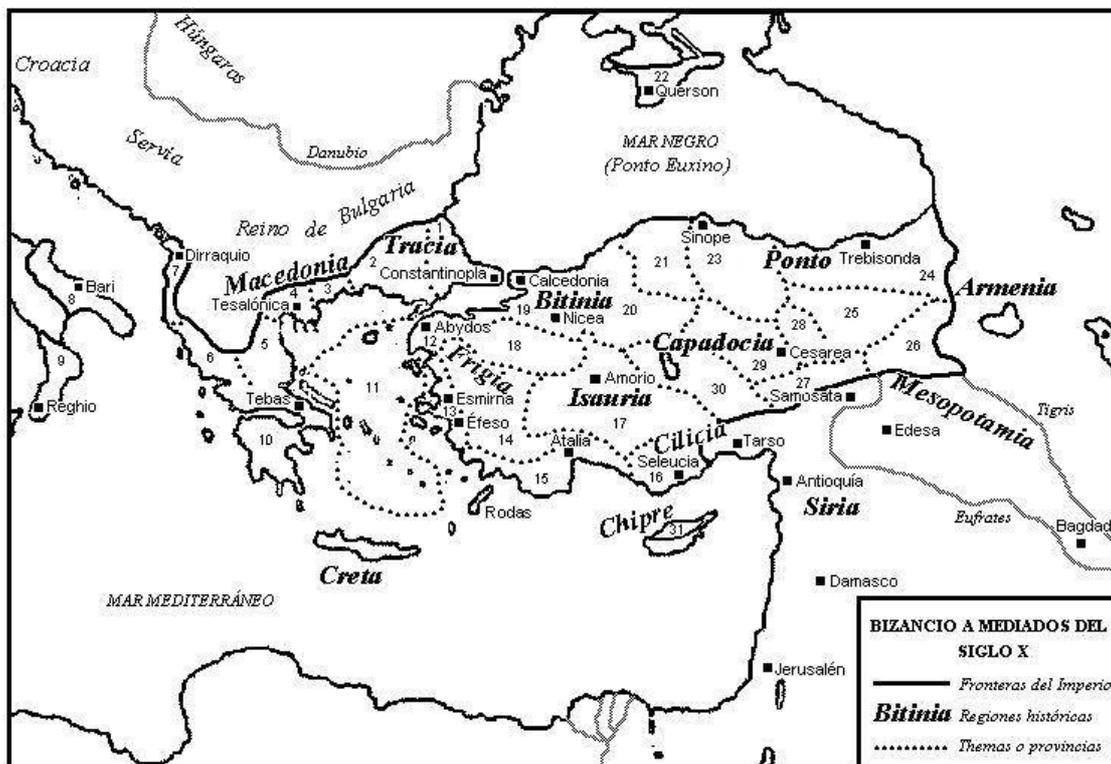 Croacia
Húngaros
22
Querson
Servia
Danubio
MAR NEGRO
(Ponto Euxino)
Reino de Bulgaria
Dirraquio
7
Macedonia
Tracia
1
2
3
4
Tesalónica
Constantinopla
Calcedonia
Sinope
21
23
Ponto
Trebisonda
24
Armenia
Bari
8
9
Reghio
6
5
Bitinia
Nicea
19
20
25
Abydos
12
18
28
Capadocia
Cesarea
26
Frigia
11
29
27
Amorio
Isauria
30
Samosata
Mesopotamia
Tigris
Tebas
Esmirna
13
Éfeso
10
14
17
Cilicia
Tarso
Edesa
Atalia
15
Seleucia
16
Antioquía
Siria
Eufrates
Bagdad
Rodas
Chipre
31
Creta
Damasco
MAR MEDITERRÁNEO
Jerusalén
BIZANCIO A MEDIADOS DEL
SIGLO X
Fronteras del Imperio
Bitinia Regiones históricas
Themas o provincias